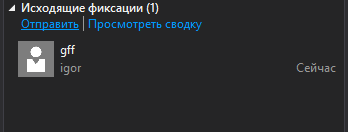 Исходящие фиксации (1)
Отправить | Просмотреть сводку
gff
igor Сейчас